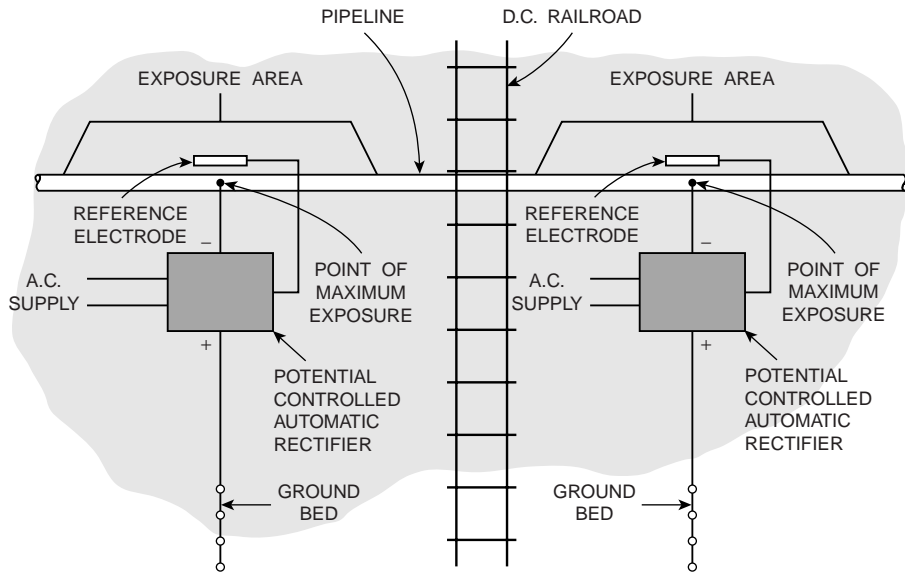 PIPELINE
D.C. RAILROAD
EXPOSURE AREA
EXPOSURE AREA
REFERENCE
ELECTRODE
–
A.C.
SUPPLY
POINT OF
MAXIMUM
EXPOSURE
+
POTENTIAL
CONTROLLED
AUTOMATIC
RECTIFIER
GROUND
BED
REFERENCE
ELECTRODE
–
A.C.
SUPPLY
POINT OF
MAXIMUM
EXPOSURE
+
POTENTIAL
CONTROLLED
AUTOMATIC
RECTIFIER
GROUND
BED